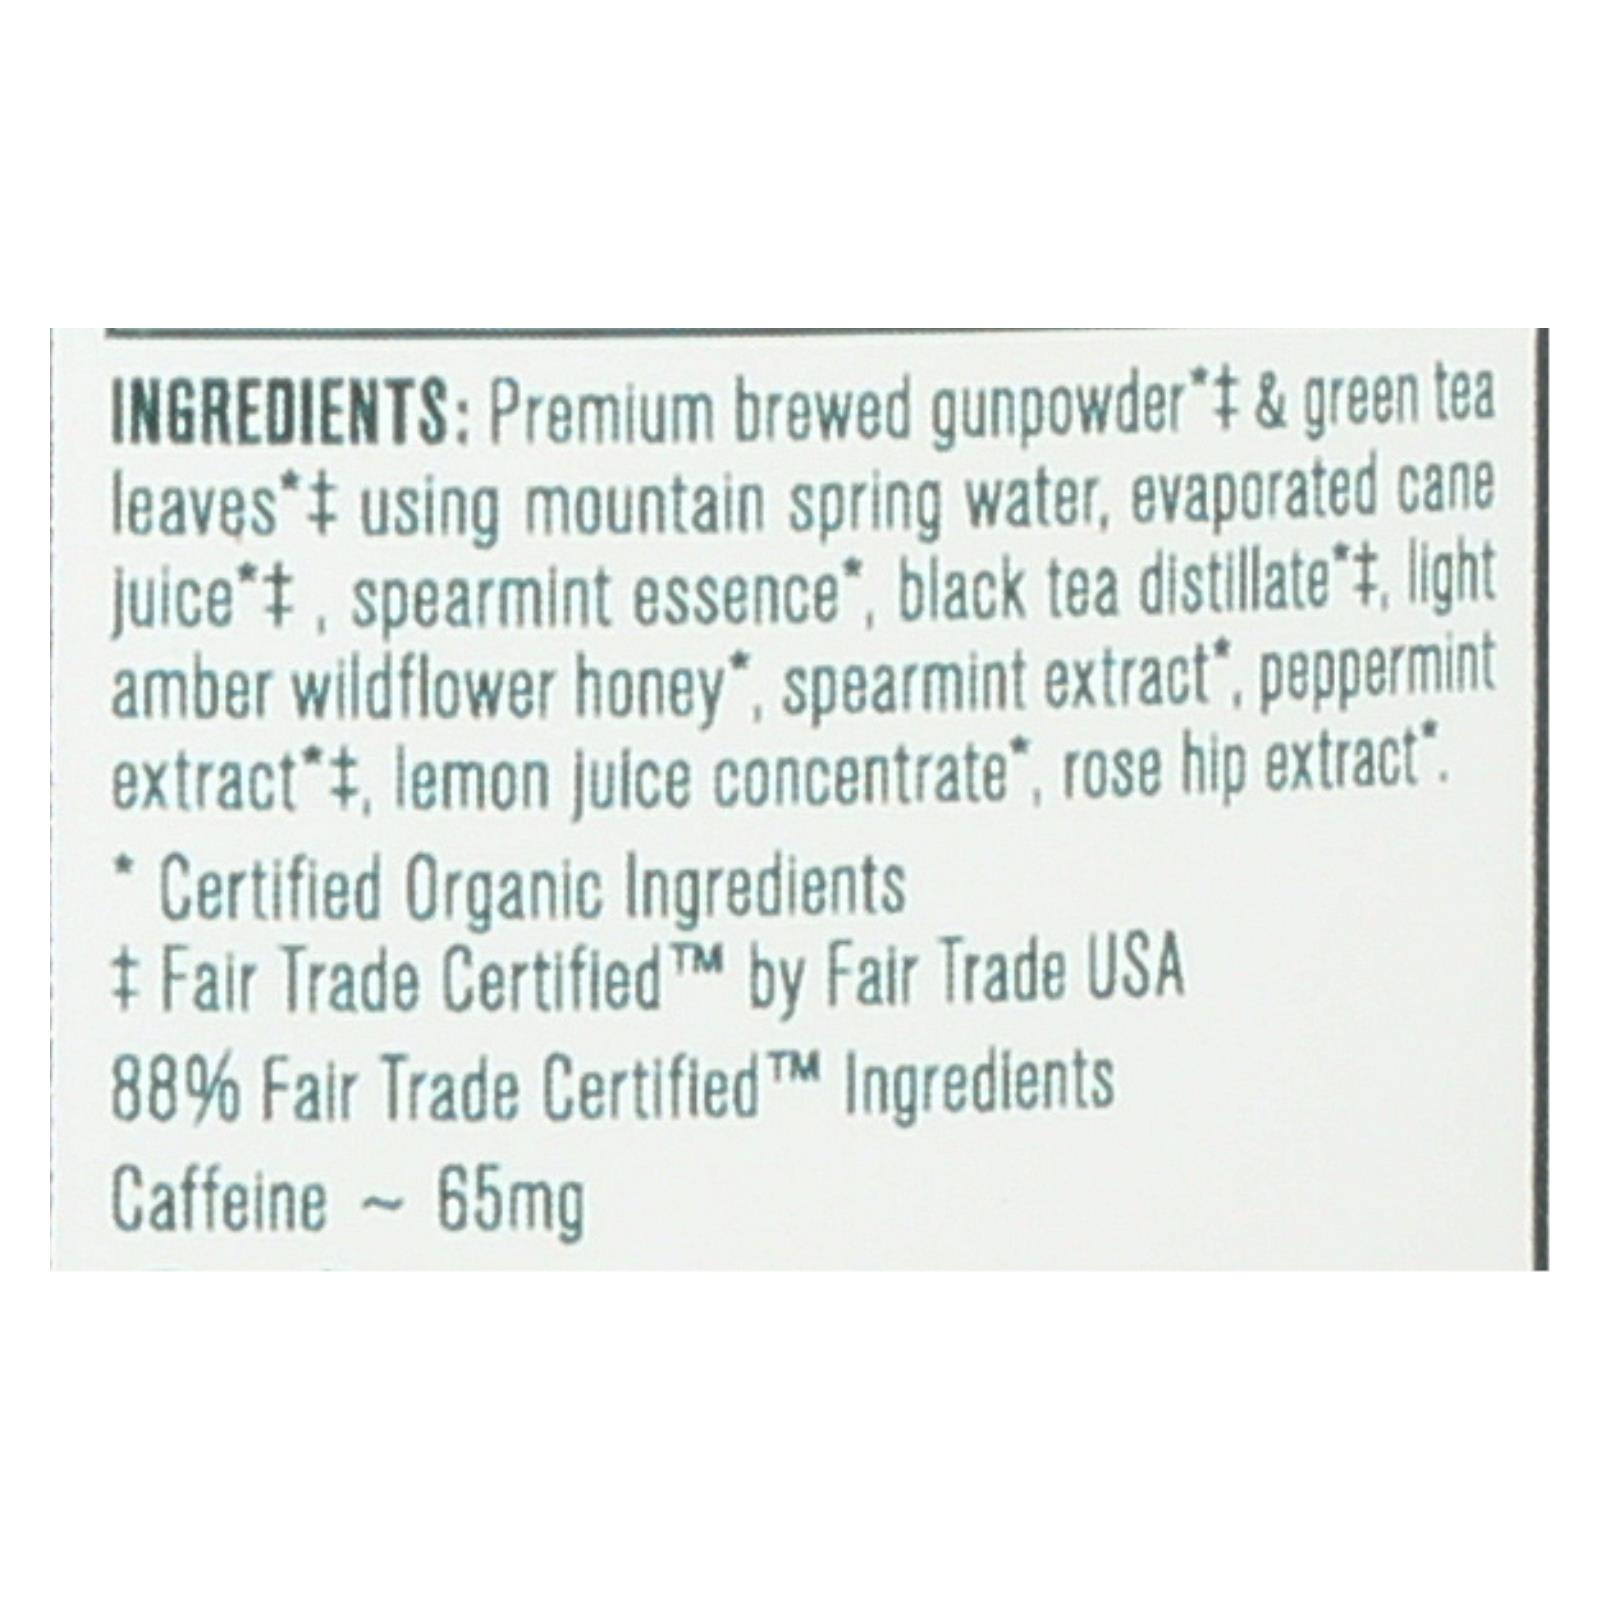 INGREDIENTS: Premium brewed gunpowder*‡ & green tea
leaves*‡ using mountain spring water, evaporated cane
juice*‡ , spearmint essence*, black tea distillate*‡, light
amber wildflower honey*, spearmint extract*, peppermint
extract*‡, lemon juice concentrate*, rose hip extract*.
* Certified Organic Ingredients
‡ Fair Trade Certified™ by Fair Trade USA
88% Fair Trade Certified™ Ingredients
Caffeine ~ 65mg